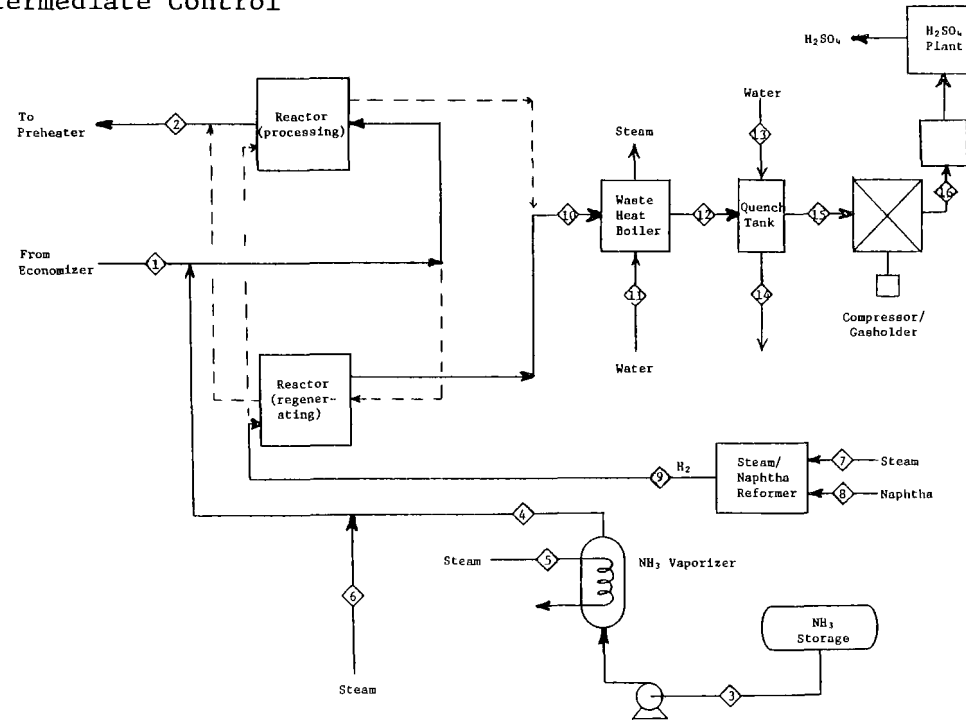 termediate Control
H₂SO₄
H₂SO₄
Plant
To
Preheater
2
Reactor
(processing)
Water
13
Steam
16
10
Waste
Heat
Boiler
12
Quench
Tank
15
From
Economizer
1
11
14
Compressor/
Gasholder
Water
Reactor
(regener-
ating)
9
H₂
Steam/
Naphtha
Reformer
7
Steam
8
Naphtha
4
Steam
5
NH₃ Vaporizer
6
NH₃
Storage
Steam
3